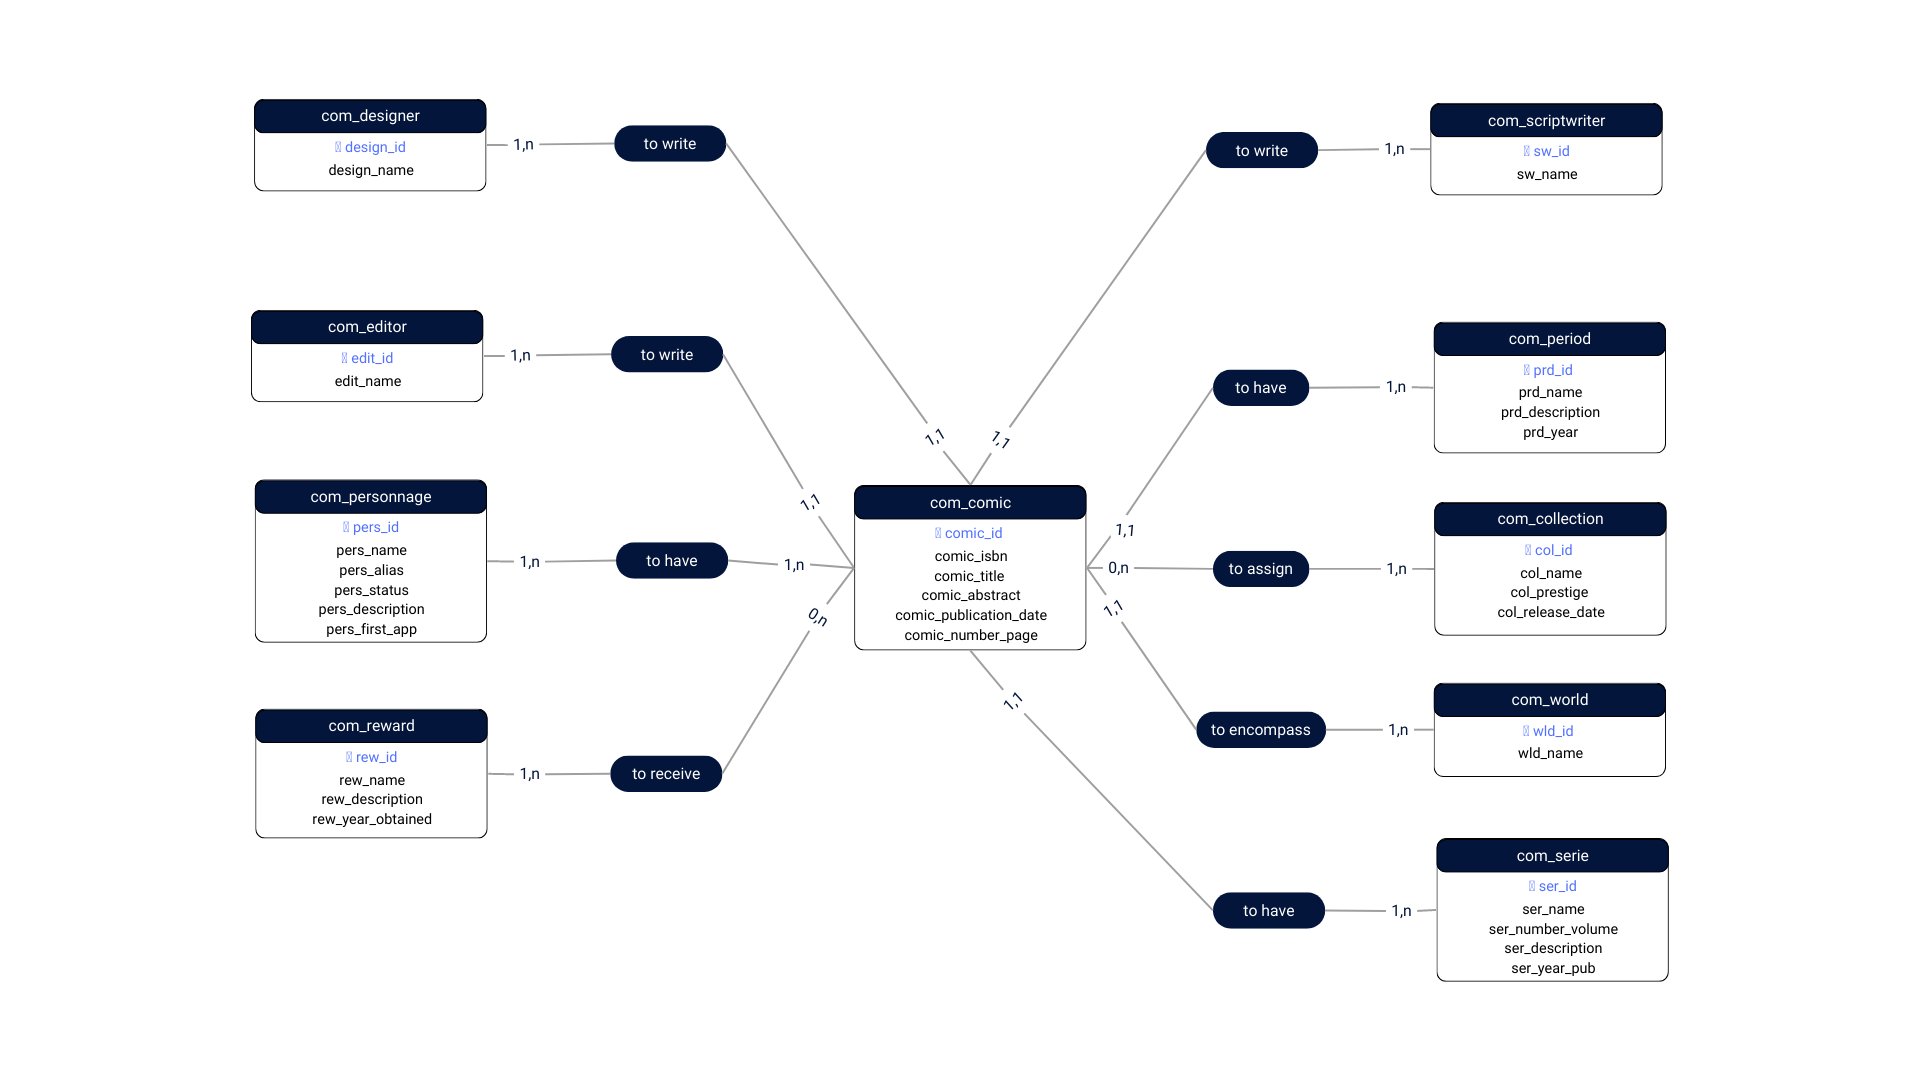 com_designer
design_id
design_name
1,n
to write
com_scriptwriter
sw_id
sw_name
1,n
to write
com_editor
edit_id
edit_name
1,n
to write
com_period
prd_id
prd_name
prd_description
prd_year
1,n
to have
1,1
1,1
1,1
1,1
com_personnage
pers_id
pers_name
pers_alias
pers_status
pers_description
pers_first_app
1,n
to have
1,n
com_comic
comic_id
comic_isbn
comic_title
comic_abstract
comic_publication_date
comic_number_page
0,n
to assign
1,n
com_collection
col_id
col_name
col_prestige
col_release_date
0,n
1,1
com_reward
rew_id
rew_name
rew_description
rew_year_obtained
1,n
to receive
to encompass
1,n
com_world
wld_id
wld_name
1,1
to have
1,n
com_serie
ser_id
ser_name
ser_number_volume
ser_description
ser_year_pub